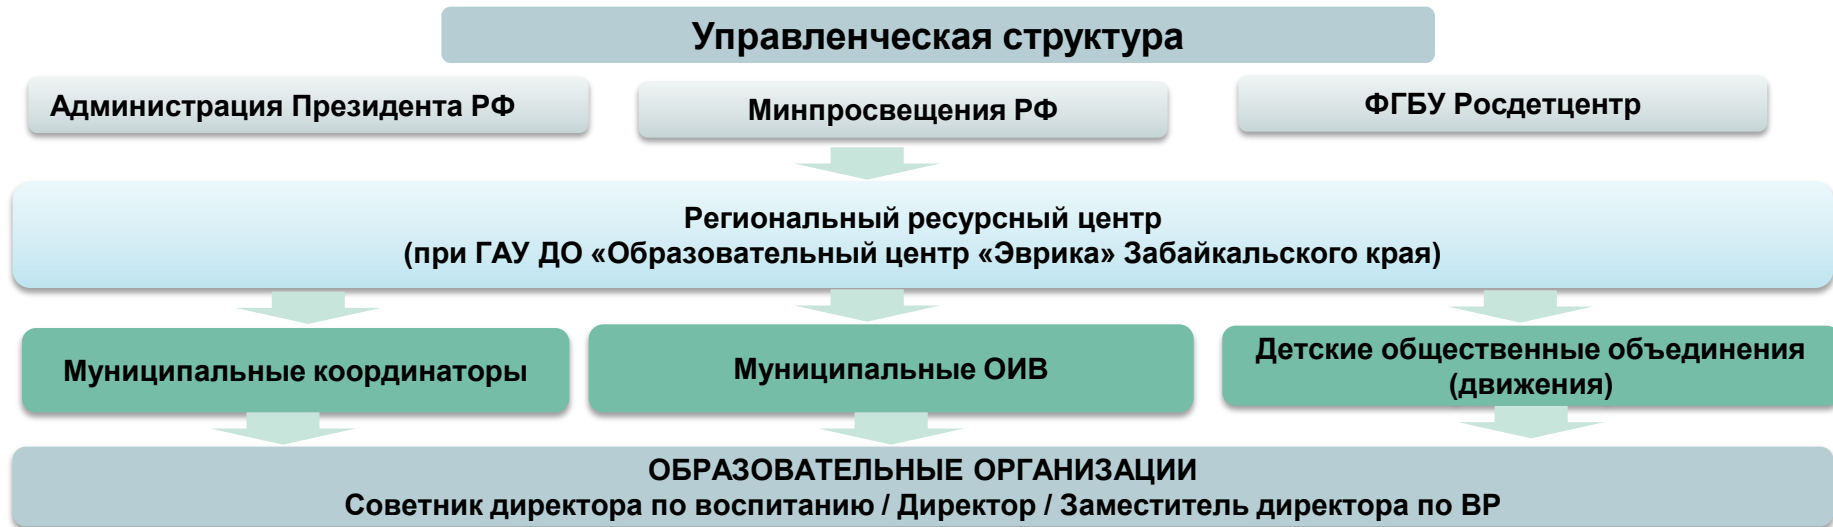 Управленческая структура
Администрация Президента РФ
Минпросвещения РФ
ФГБУ Росдетцентр
Региональный ресурсный центр
(при ГАУ ДО «Образовательный центр «Эврика» Забайкальского края)
Муниципальные координаторы
Муниципальные ОИВ
Детские общественные объединения
(движения)
ОБРАЗОВАТЕЛЬНЫЕ ОРГАНИЗАЦИИ
Советник директора по воспитанию / Директор / Заместитель директора по ВР